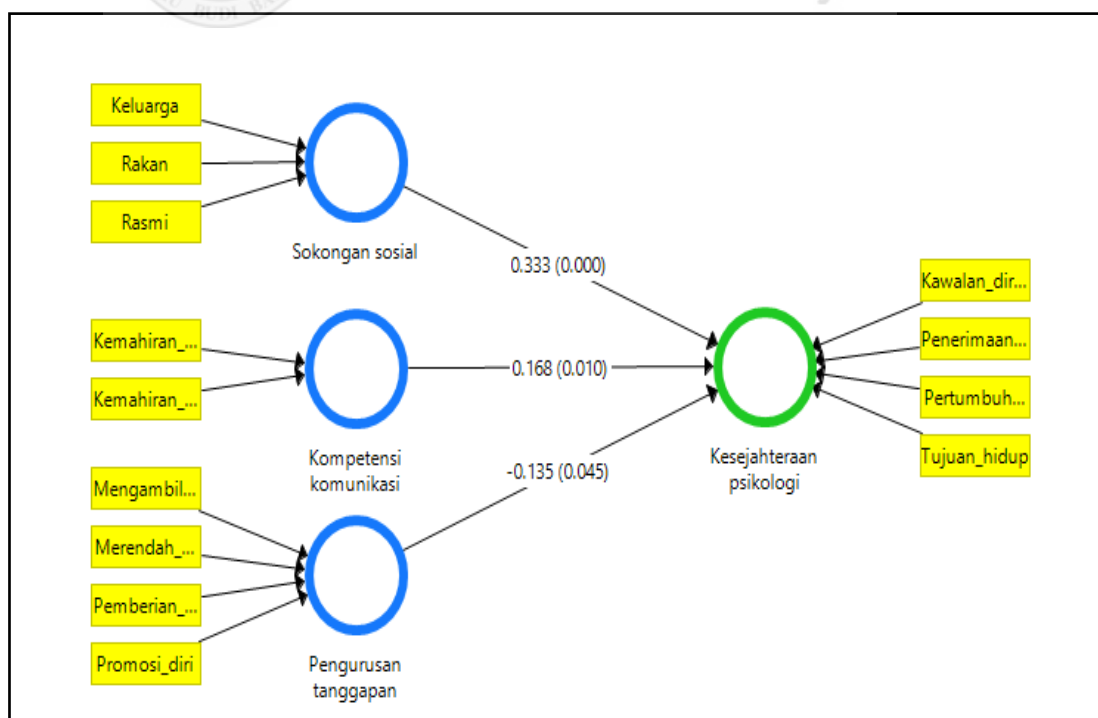 Keluarga
Rakan
Rasmi
Sokongan sosial
0.333 (0.000)
Kemahiran_...
Kemahiran_...
Kompetensi
komunikasi
0.168 (0.010)
Mengambil...
Merendah_...
Pemberian_...
Promosi_diri
Pengurusan
tanggapan
-0.135 (0.045)
Kesejahteraan
psikologi
Kawalan_dir...
Penerimaan...
Pertumbuh...
Tujuan_hidup